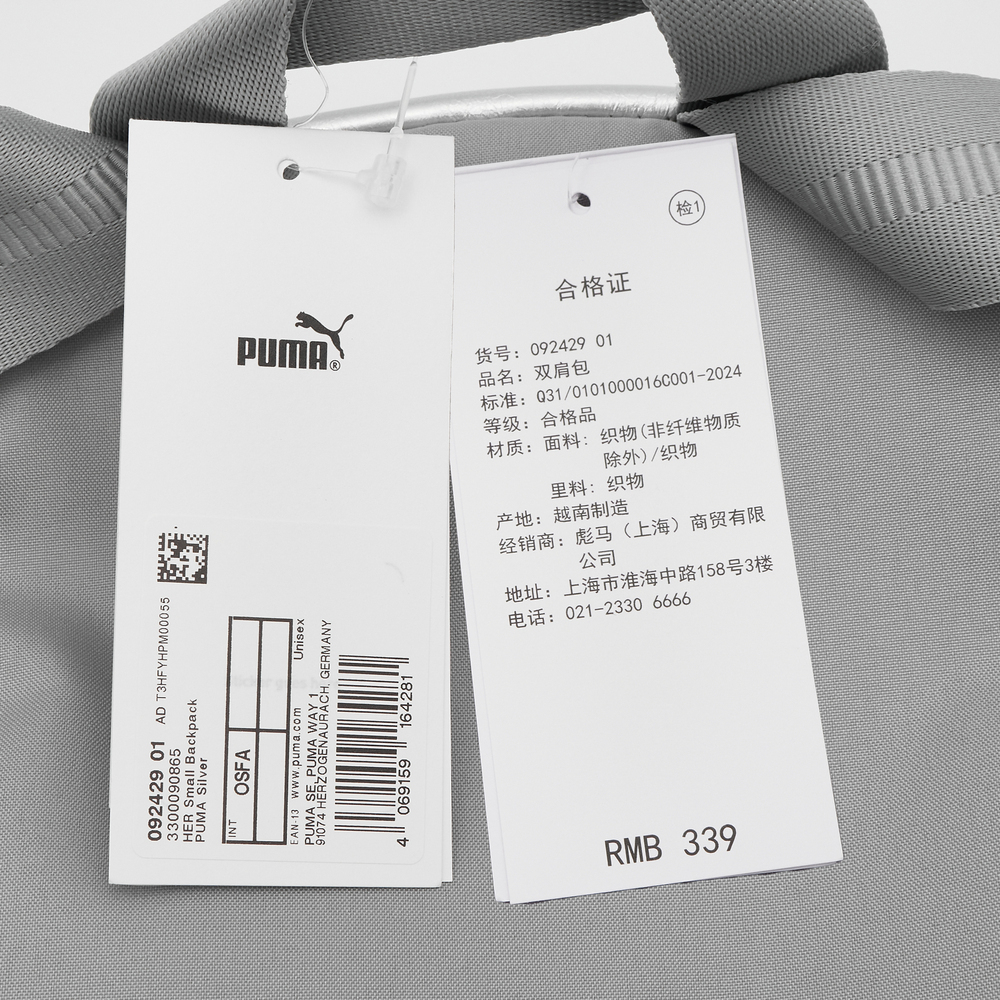 PUMA®
AD T3HFYHPM00055
092429 01
3300090865
HER Small Backpack
PUMA Silver
INT
OSFA
Unisex
EAN-13 www.puma.com
PUMA SE, PUMA WAY 1
91074 HERZOGENAURACH, GERMANY
4 069159 164281
检1
合格证
货号：092429 01
品名：双肩包
标准：Q31/0101000016C001-2024
等级：合格品
材质：面料：织物(非纤维物质
除外)/织物
里料：织物
产地：越南制造
经销商：彪马（上海）商贸有限
公司
地址：上海市淮海中路158号3楼
电话：021-2330 6666
RMB 339